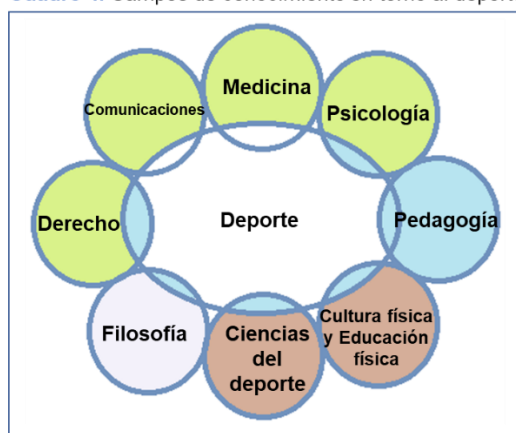 Campos de conocimiento en torno al
Medicina
Comunicaciones
Psicología
Derecho
Deporte
Pedagogía
Filosofía
Ciencias
del
deporte
Cultura física
y Educación
física